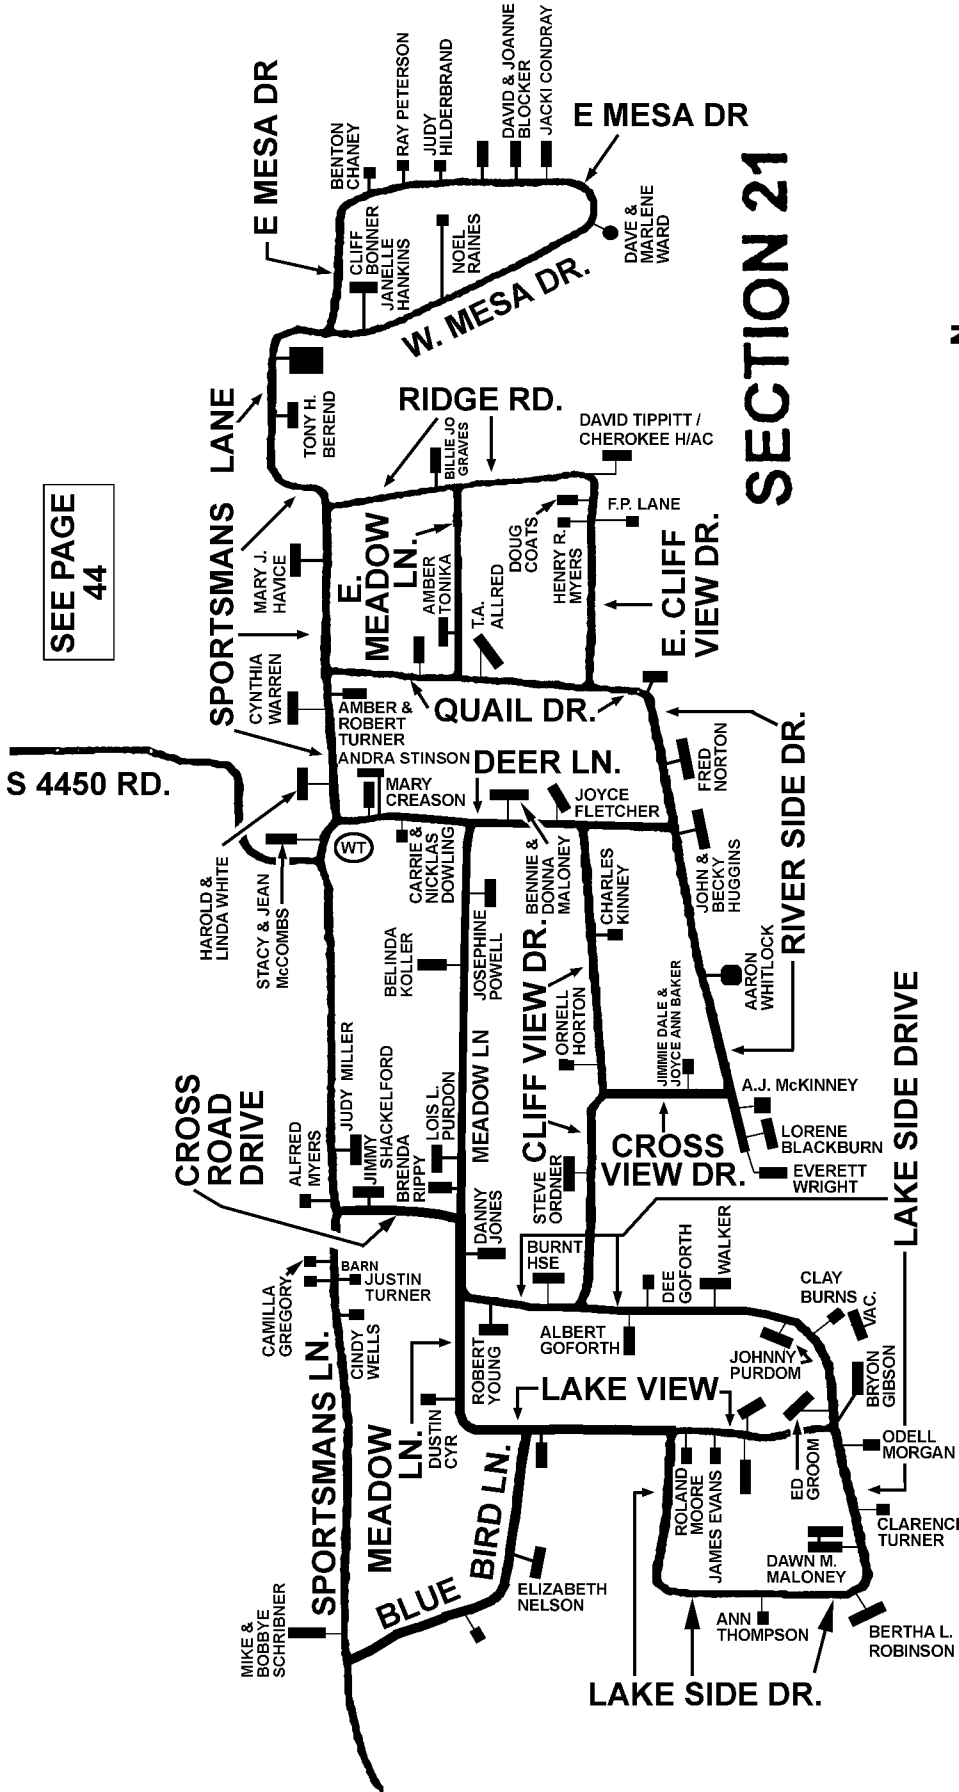 E MESA DR
BENTON
CHANEY
RAY PETERSON
JUDY
HILDERBRAND
DAVID & JOANNE
BLOCKER
JACKI CONDRAY
E MESA DR
CLIFF
BONNER
JANELLE
HANKINS
NOEL
RAINES
DAVE &
MARLENE
WARD
W. MESA DR.
SECTION 21
N
SPORTSMANS LANE
TONY H.
BEREND
RIDGE RD.
BILLIE JO
GRAVES
DAVID TIPPITT /
CHEROKEE H/AC
SEE PAGE
44
MARY J.
HAVICE
E.
MEADOW
LN.
AMBER
TONIKA
T.A.
ALLRED
DOUG
COATS
HENRY R.
MYERS
F.P. LANE
E. CLIFF
VIEW DR.
CYNTHIA
WARREN
AMBER &
ROBERT
TURNER
QUAIL DR.
S 4450 RD.
ANDRA STINSON
MARY
CREASON
DEER LN.
JOYCE
FLETCHER
FRED
NORTON
RIVER SIDE DR.
HAROLD &
LINDA WHITE
STACY & JEAN
McCOMBS
WT
CARRIE &
NICKLAS
DOWLING
BENNIE &
DONNA
MALONEY
CHARLES
KINNEY
JOHN &
BECKY
HUGGINS
BELINDA
KOLLER
JOSEPHINE
POWELL
CLIFF VIEW DR.
ORNELL
HORTON
JIMMIE DALE &
JOYCE ANN BAKER
AARON
WHITLOCK
RIVER SIDE DR.
CROSS
ROAD
DRIVE
ALFRED
MYERS
JUDY MILLER
JIMMY
SHACKELFORD
BRENDA
RIPPY
LOIS L.
PURDON
MEADOW LN
CLIFF VIEW DR.
STEVE
ORDNER
CROSS
VIEW DR.
A.J. McKINNEY
LORENE
BLACKBURN
EVERETT
WRIGHT
LAKE SIDE DRIVE
DANNY
JONES
BURNT
HSE
CAMILLA
GREGORY
BARN
JUSTIN
TURNER
CINDY
WELLS
ROBERT
YOUNG
ALBERT
GOFORTH
DEE
GOFORTH
WALKER
CLAY
BURNS
VAC.
JOHNNY
PURDOM
BRYON
GIBSON
SPORTSMANS LN.
MEADOW
LN.
DUSTIN
CYR
LAKE VIEW
ROLAND
MOORE
JAMES EVANS
ED
GROOM
ODELL
MORGAN
CLARENCE
TURNER
DAWN M.
MALONEY
BLUE BIRD LN.
ELIZABETH
NELSON
MIKE &
BOBBYE
SCHRIBNER
ANN
THOMPSON
BERTHA L.
ROBINSON
LAKE SIDE DR.